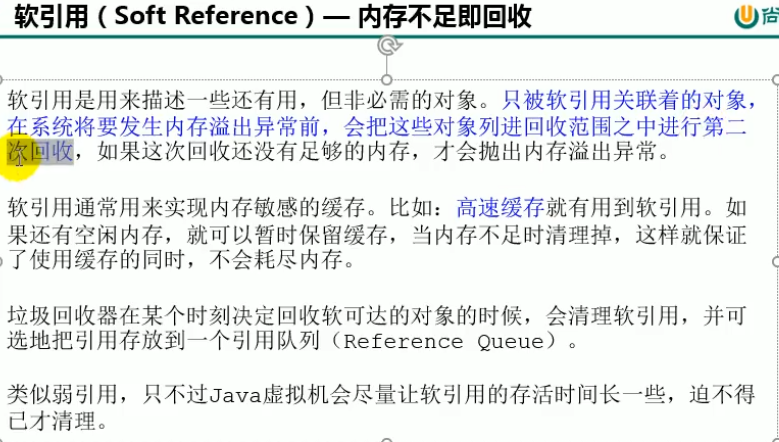 软引用（Soft Reference）— 内存不足即回收
尚
软引用是用来描述一些还有用，但非必需的对象。只被软引用关联着的对象，
在系统将要发生内存溢出异常前，会把这些对象列进回收范围之中进行第二
次回收，如果这次回收还没有足够的内存，才会抛出内存溢出异常。
软引用通常用来实现内存敏感的缓存。比如：高速缓存就有用到软引用。如
果还有空闲内存，就可以暂时保留缓存，当内存不足时清理掉，这样就保证
了使用缓存的同时，不会耗尽内存。
垃圾回收器在某个时刻决定回收软可达的对象的时候，会清理软引用，并可
选地把引用存放到一个引用队列（Reference Queue）。
类似弱引用，只不过Java虚拟机会尽量让软引用的存活时间长一些，迫不得
已才清理。